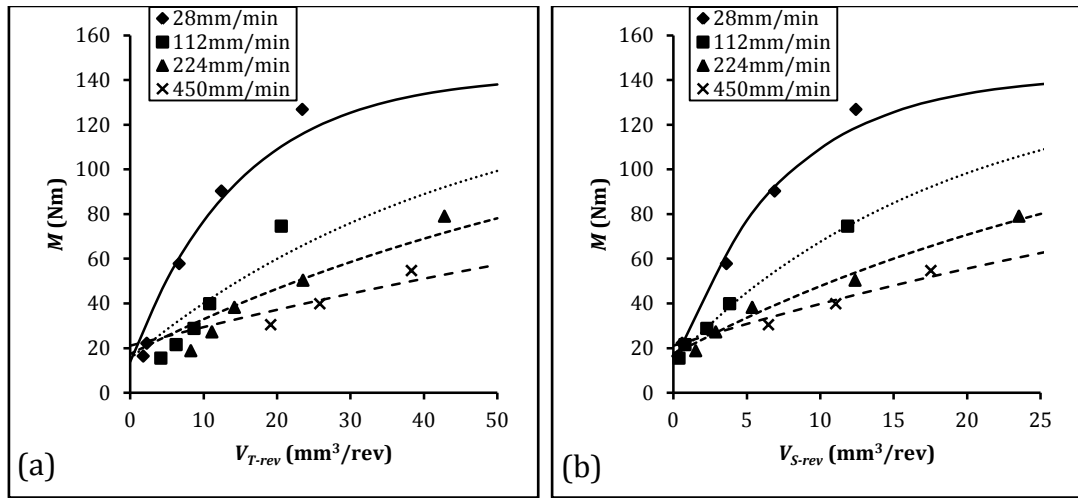 28mm/min
112mm/min
224mm/min
450mm/min
160
140
120
100
80
60
40
20
0
M (Nm)
0 10 20 30 40 50
V_T-rev (mm³/rev)
(a)
28mm/min
112mm/min
224mm/min
450mm/min
160
140
120
100
80
60
40
20
0
M (Nm)
0 5 10 15 20 25
V_S-rev (mm³/rev)
(b)